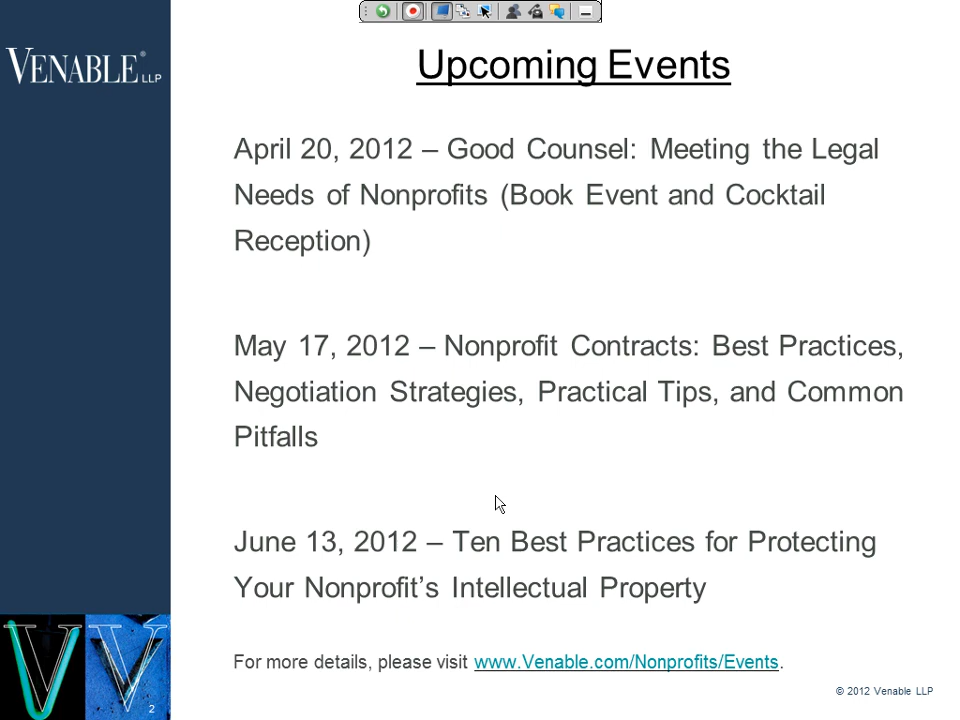 VENABLE® LLP
Upcoming Events
April 20, 2012 – Good Counsel: Meeting the Legal
Needs of Nonprofits (Book Event and Cocktail
Reception)
May 17, 2012 – Nonprofit Contracts: Best Practices,
Negotiation Strategies, Practical Tips, and Common
Pitfalls
June 13, 2012 – Ten Best Practices for Protecting
Your Nonprofit’s Intellectual Property
For more details, please visit www.Venable.com/Nonprofits/Events.
© 2012 Venable LLP
2